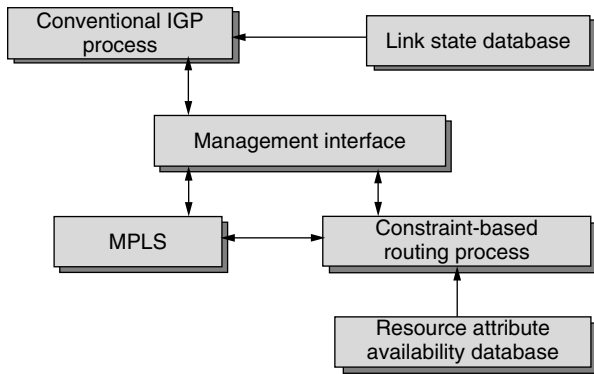 Conventional IGP
process
Link state database
Management interface
MPLS
Constraint-based
routing process
Resource attribute
availability database